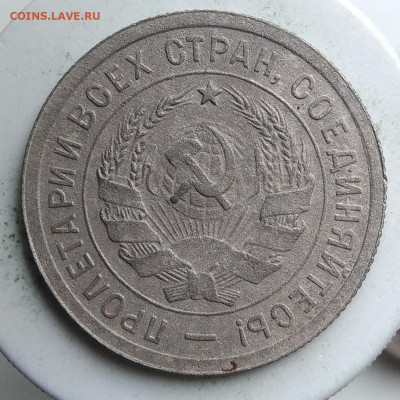 COINS.LAVE.RU
ПРОЛЕТАРИИ ВСЕХ СТРАН, СОЕДИНЯЙТЕСЬ! —